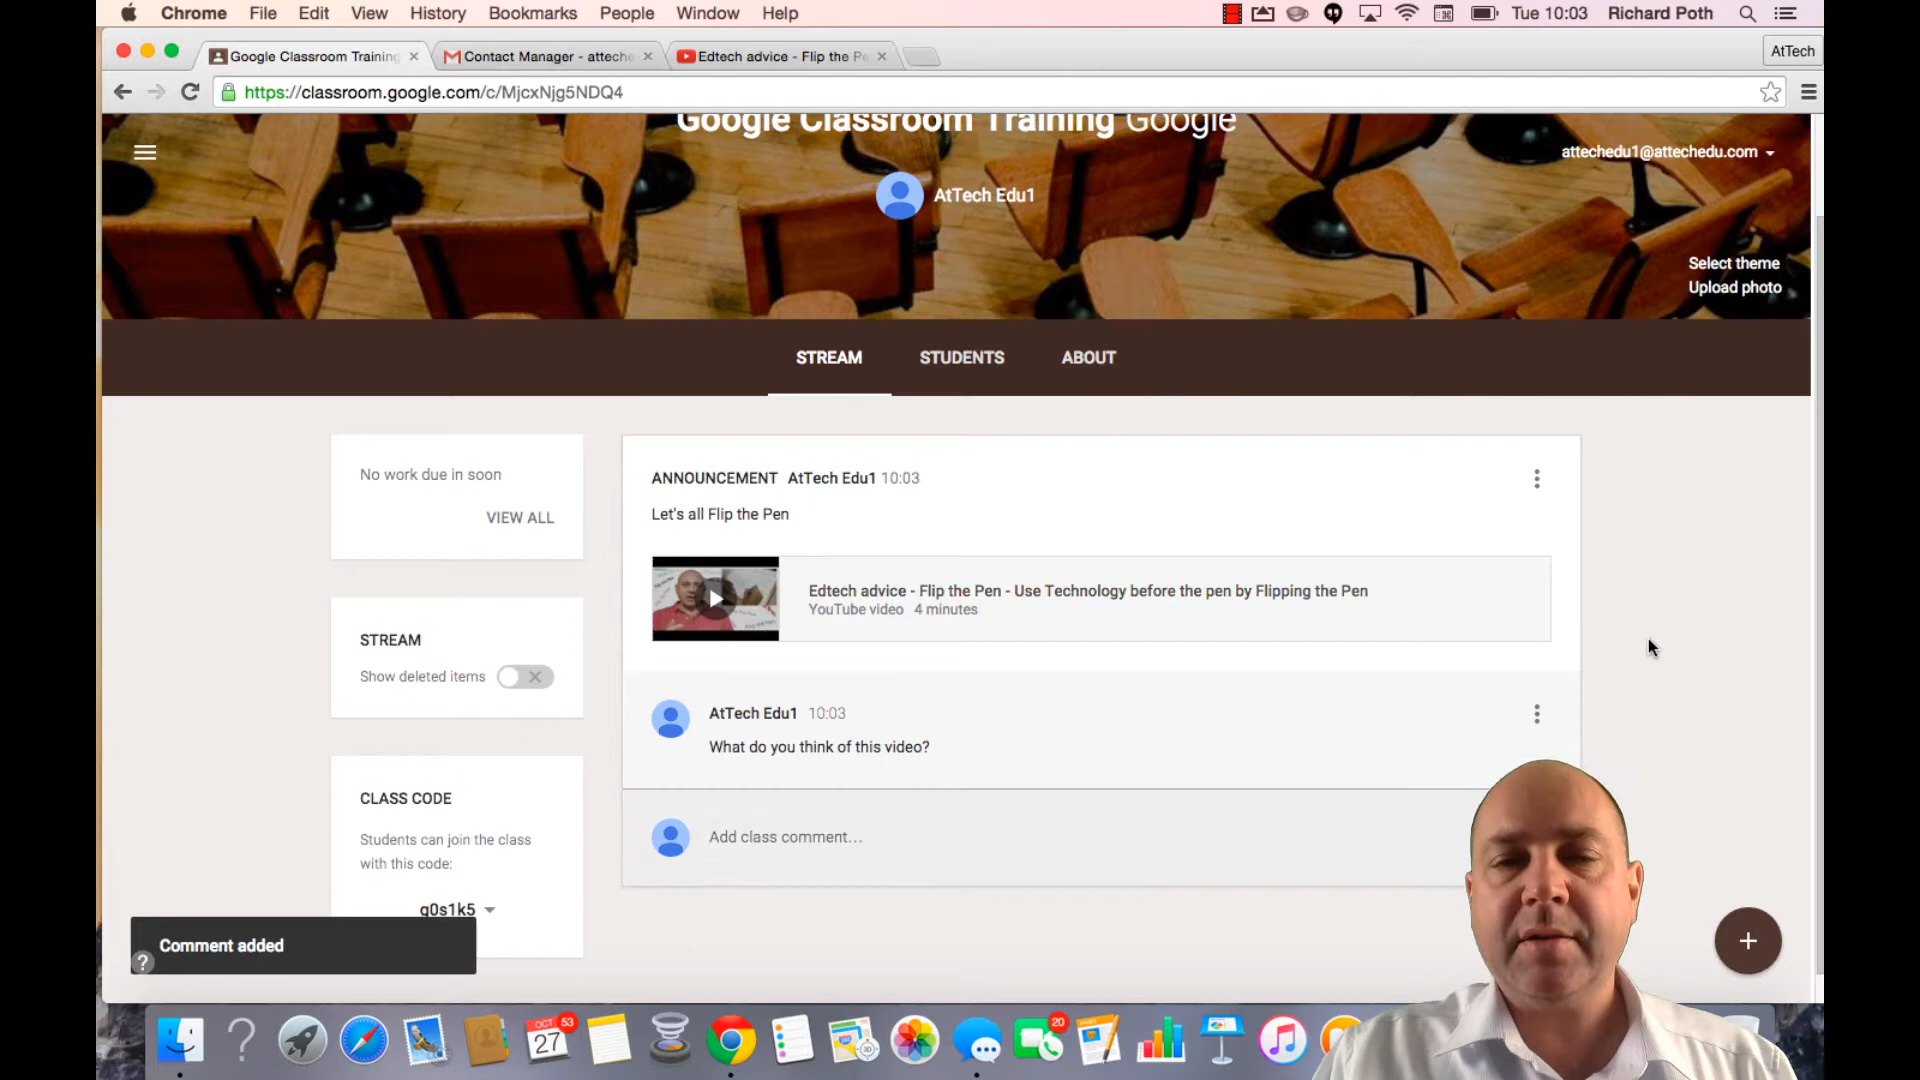 Chrome File Edit View History Bookmarks People Window Help Tue 10:03 Richard Poth
Google Classroom Training Contact Manager - atteche Edtech advice - Flip the Pe AtTech
https://classroom.google.com/c/MjcxNjg5NDQ4
Google Classroom Training Google
attechedu1@attechedu.com
AtTech Edu1
Select theme
Upload photo
STREAM STUDENTS ABOUT
No work due in soon
VIEW ALL
STREAM
Show deleted items
CLASS CODE
Students can join the class
with this code:
g0s1k5
ANNOUNCEMENT AtTech Edu1 10:03
Let's all Flip the Pen
Edtech advice - Flip the Pen - Use Technology before the pen by Flipping the Pen
YouTube video 4 minutes
AtTech Edu1 10:03
What do you think of this video?
Add class comment...
Comment added
?
+
OCT 53
27
20